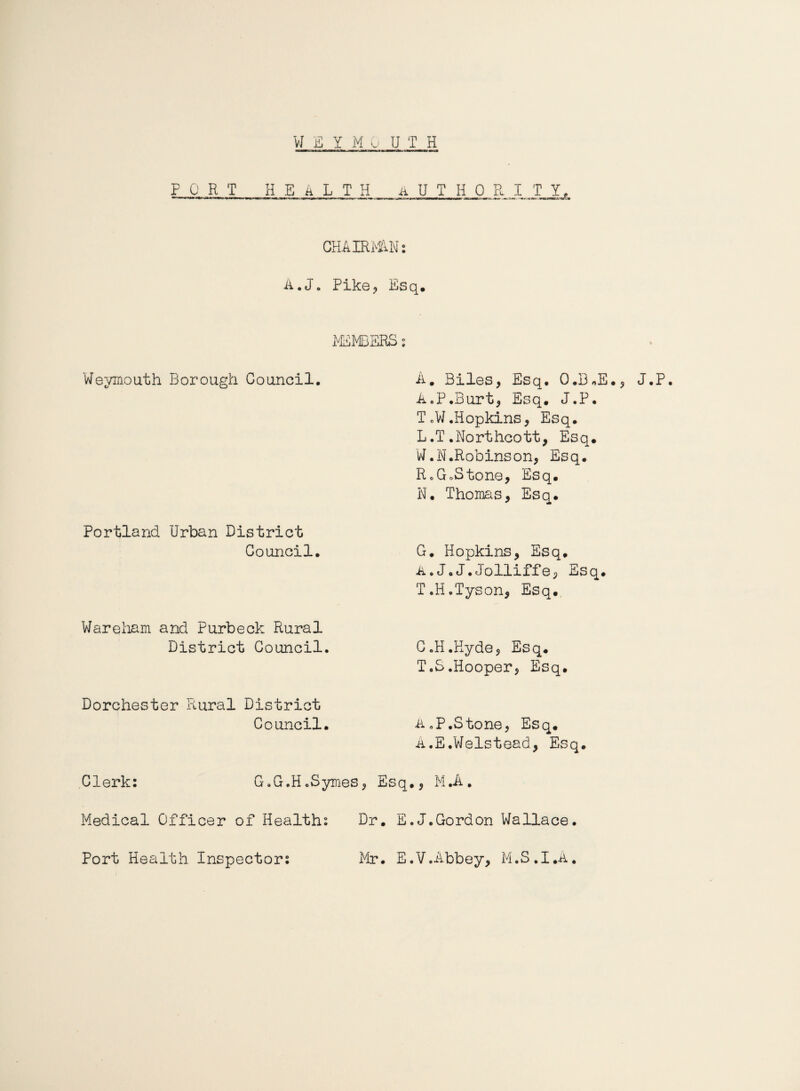 WEYMOUTH
PORT HEALTH AUTHORITY.
CHAIRMAN:
A.J. Pike, Esq.
MEMBERS:
Weymouth Borough Council. A. Biles, Esq. O.B.E., J.P.
A.P.Burt, Esq. J.P.
T.W.Hopkins, Esq.
L.T.Northcott, Esq.
W.N.Robinson, Esq.
R.G.Stone, Esq.
N. Thomas, Esq.
Portland Urban District
Council. G. Hopkins, Esq.
A.J.J.Jolliffe, Esq.
T.H.Tyson, Esq.
Wareham and Purbeck Rural
District Council. C.H.Hyde, Esq.
T.S.Hooper, Esq.
Dorchester Rural District
Council. A.P.Stone, Esq.
A.E.Welstead, Esq.
Clerk: G.G.H.Symes, Esq., M.A.
Medical Officer of Health: Dr. E.J.Gordon Wallace.
Port Health Inspector: Mr. E.V.Abbey, M.S.I.A.